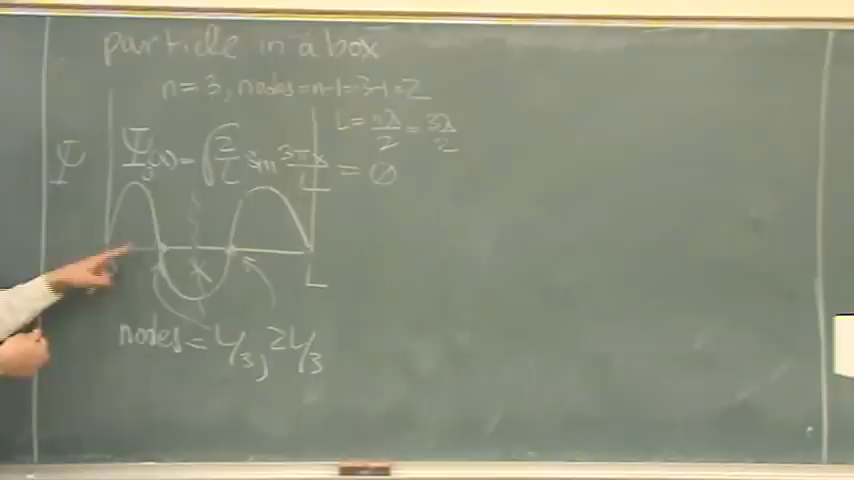 particle in a box
n=3, nodes=n-1=3-1=2
L=nλ/2=3λ/2
Ψ
Ψ₃(x)=√(2/L) sin 3πx/L = 0
L
nodes = L/3, 2L/3